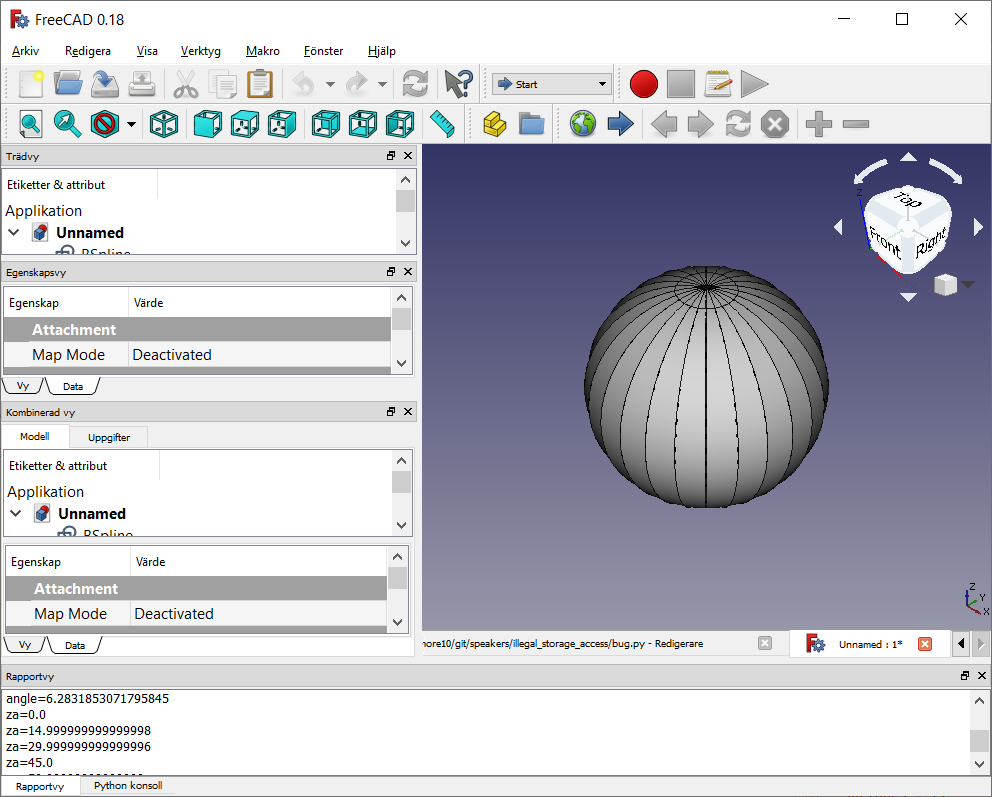 FreeCAD 0.18
Arkiv Redigera Visa Verktyg Makro Fönster Hjälp
Start
Trädvy
Etiketter & attribut
Applikation
Unnamed
BSpline
Egenskapsvy
Egenskap Värde
Attachment
Map Mode Deactivated
Vy Data
Kombinerad vy
Modell Uppgifter
Etiketter & attribut
Applikation
Unnamed
BSpline
Egenskap Värde
Attachment
Map Mode Deactivated
Vy Data
Top
Front Right
Z
Z
Y
X
nore10/git/speakers/illegal_storage_access/bug.py - Redigerare
Unnamed : 1*
Rapportvy
angle=6.2831853071795845
za=0.0
za=14.999999999999998
za=29.999999999999996
za=45.0
Rapportvy Python konsoll